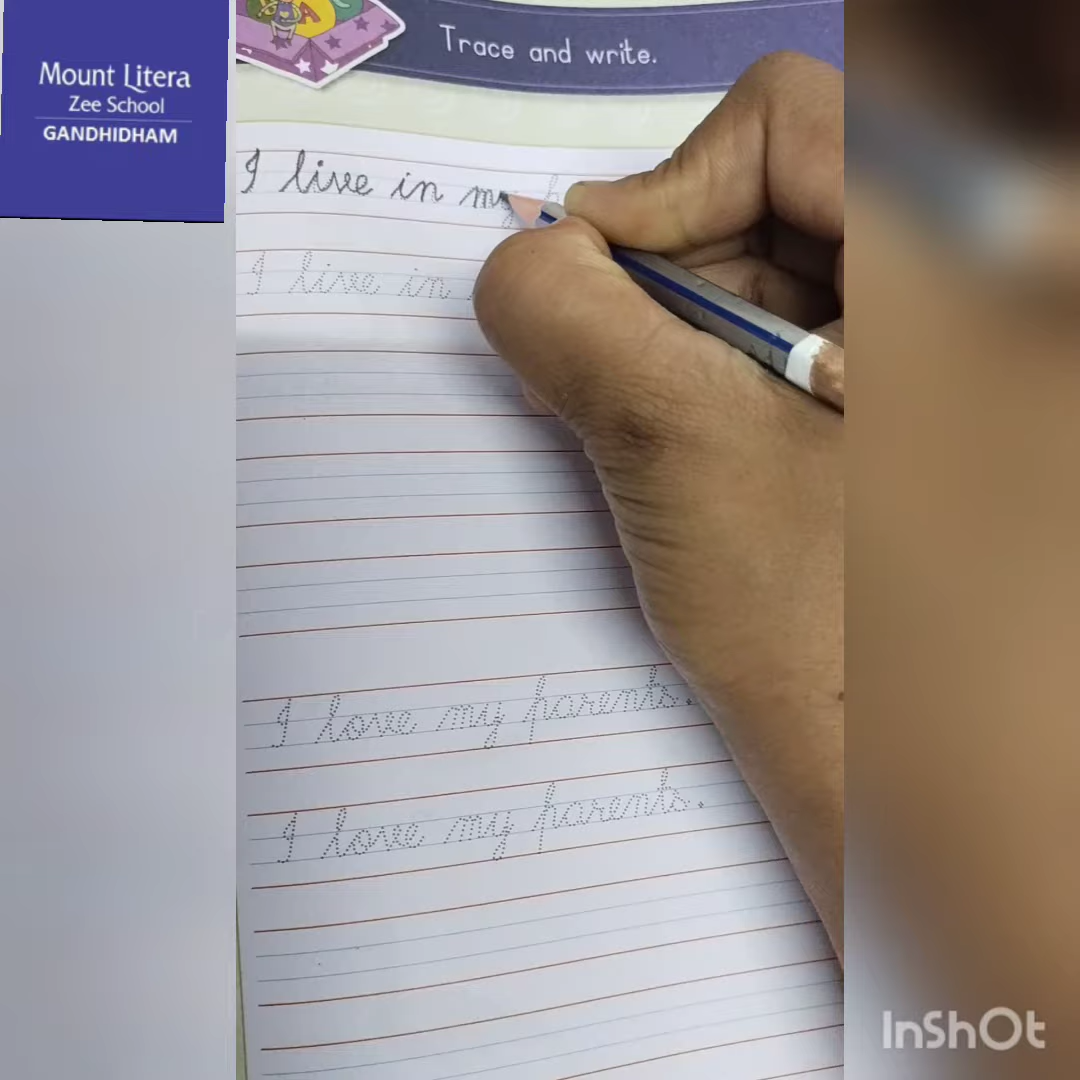 Mount Litera
Zee School
GANDHIDHAM
Trace and write.
I live in my
I live in
I love my parents.
I love my parents.
InShOt